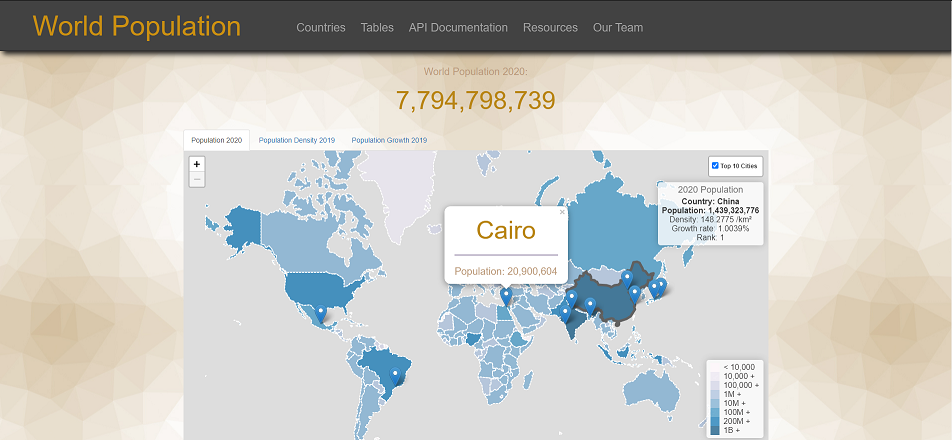 World Population
Countries Tables API Documentation Resources Our Team
World Population 2020:
7,794,798,739
Population 2020 Population Density 2019 Population Growth 2019
+
−
Top 10 Cities
2020 Population
Country: China
Population: 1,439,323,776
Density: 148.2775 /km²
Growth rate: 1.0039%
Rank: 1
×
Cairo
Population: 20,900,604
< 10,000
10,000 +
100,000 +
1M +
10M +
100M +
200M +
1B +